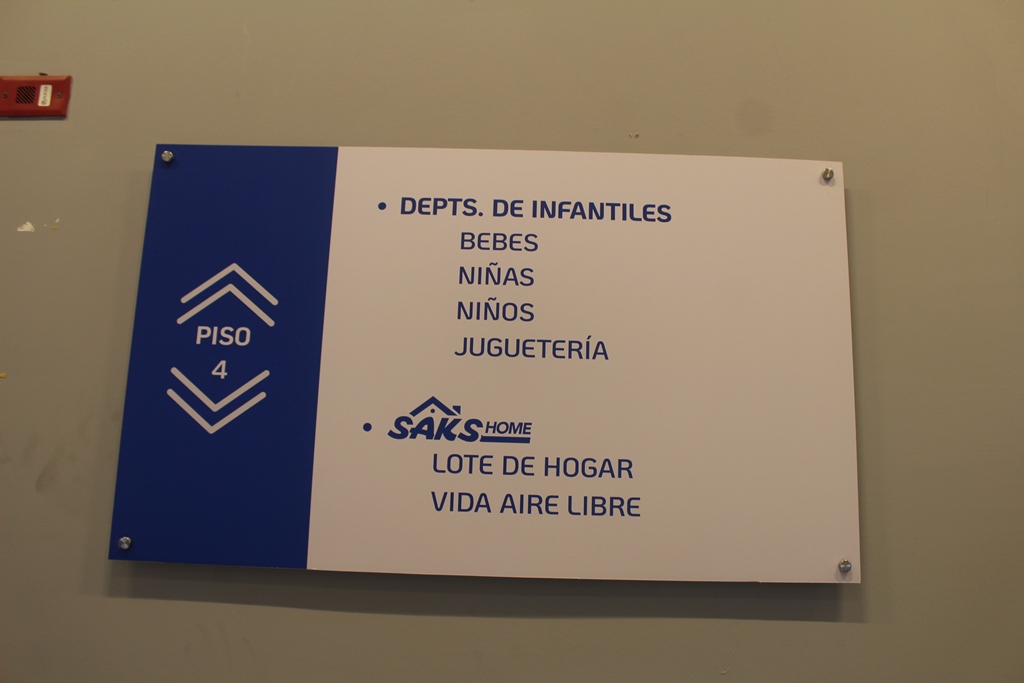 PISO
4
• DEPTS. DE INFANTILES
BEBES
NIÑAS
NIÑOS
JUGUETERÍA
• SAKS HOME
LOTE DE HOGAR
VIDA AIRE LIBRE